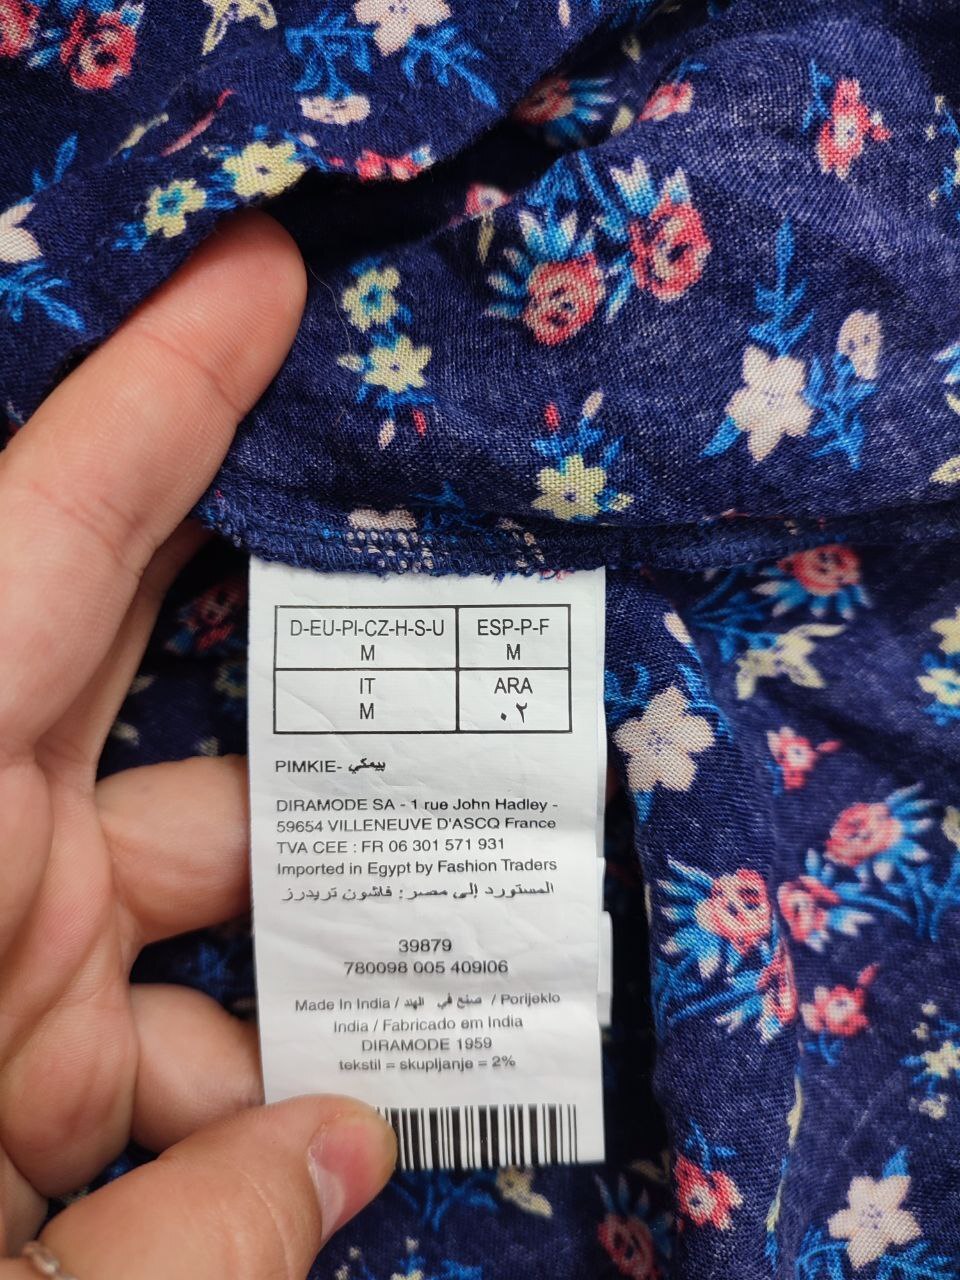 D-EU-PI-CZ-H-S-U ESP-P-F
M M
IT ARA
M ٠٢
PIMKIE- بيمكي
DIRAMODE SA - 1 rue John Hadley -
59654 VILLENEUVE D'ASCQ France
TVA CEE : FR 06 301 571 931
Imported in Egypt by Fashion Traders
المستورد إلى مصر: فاشون تريدرز
39879
780098 005 409I06
Made In India / صنع في الهند / Porijeklo
India / Fabricado em India
DIRAMODE 1959
tekstil = skupljanje = 2%